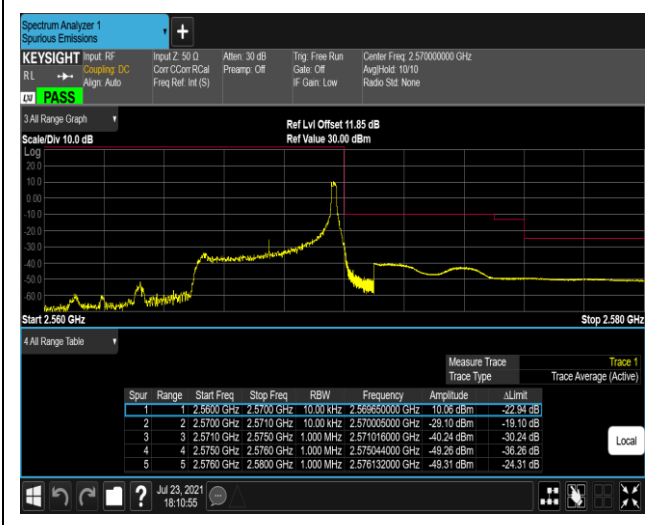 Spectrum Analyzer 1
Spurious Emissions
+
KEYSIGHT Input: RF Input Z: 50 Ω Atten: 30 dB Trig: Free Run Center Freq: 2.570000000 GHz
RL Coupling: DC Corr CCorr RCal Preamp: Off Gate: Off Avg|Hold: 10/10
Align: Auto Freq Ref: Int (S) IF Gain: Low Radio Std: None
LXI PASS
3 All Range Graph
Ref Lvl Offset 11.85 dB
Scale/Div 10.0 dB Ref Value 30.00 dBm
Log
20.0
10.0
0.00
-10.0
-20.0
-30.0
-40.0
-50.0
-60.0
Start 2.560 GHz Stop 2.580 GHz
4 All Range Table
Measure Trace Trace 1
Trace Type Trace Average (Active)
Spur Range Start Freq Stop Freq RBW Frequency Amplitude ΔLimit
1 1 2.5600 GHz 2.5700 GHz 10.00 kHz 2.569650000 GHz 10.06 dBm -22.94 dB
2 2 2.5700 GHz 2.5710 GHz 10.00 kHz 2.570005000 GHz -29.10 dBm -19.10 dB
3 3 2.5710 GHz 2.5750 GHz 1.000 MHz 2.571016000 GHz -40.24 dBm -30.24 dB
4 4 2.5750 GHz 2.5760 GHz 1.000 MHz 2.575044000 GHz -49.26 dBm -36.26 dB
5 5 2.5760 GHz 2.5800 GHz 1.000 MHz 2.576132000 GHz -49.31 dBm -24.31 dB
Local
? Jul 23, 2021
18:10:55